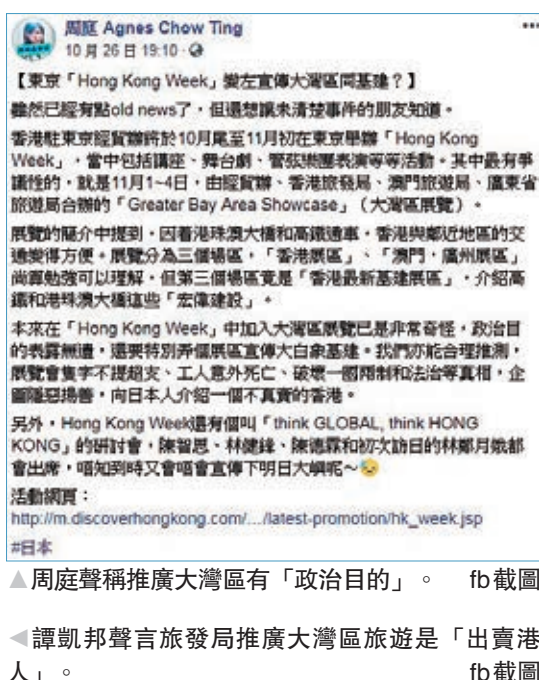 周庭 Agnes Chow Ting
10月26日 19:10 ·
【東京「Hong Kong Week」變左宣傳大灣區同基建？】
雖然已經有點old news了，但還想讓未清楚事件的朋友知道。
香港駐東京經貿辦將於10月尾至11月初在東京舉辦「Hong Kong
Week」，當中包括講座、舞台劇、管弦樂團表演等等活動。其中最有爭
議性的，就是11月1~4日，由經貿辦、香港旅發局、澳門旅遊局、廣東省
旅遊局合辦的「Greater Bay Area Showcase」（大灣區展覽）。
展覽的簡介中提到，因着港珠澳大橋和高鐵通車，香港與鄰近地區的交
通變得方便。展覽分為三個場區，「香港展區」、「澳門，廣州展區」
尚算勉強可以理解，但第三個場區竟是「香港最新基建展區」，介紹高
鐵和港珠澳大橋這些「宏偉建設」。
本來在「Hong Kong Week」中加入大灣區展覽已是非常奇怪，政治目
的表露無遺，還要特別弄個展區宣傳大白象基建。我們亦能合理推測，
展覽會隻字不提超支、工人意外死亡、破壞一國兩制和法治等真相，企
圖隱惡揚善，向日本人介紹一個不真實的香港。
另外，Hong Kong Week還有個叫「think GLOBAL, think HONG
KONG」的研討會，陳智思、林健鋒、陳德霖和初次訪日的林鄭月娥都
會出席，唔知到時又會唔會宣傳下明日大嶼呢～
活動網頁：
http://m.discoverhongkong.com/.../latest-promotion/hk_week.jsp
#日本
▲周庭聲稱推廣大灣區有「政治目的」。 fb截圖
◀譚凱邦聲言旅發局推廣大灣區旅遊是「出賣港
人」。 fb截圖